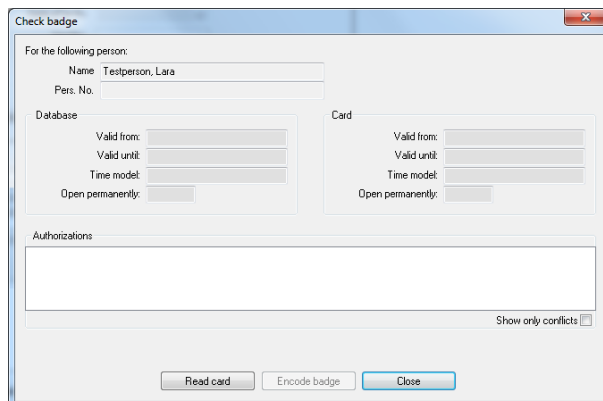 Check badge
For the following person:
Name Testperson, Lara
Pers. No.
Database
Valid from:
Valid until:
Time model:
Open permanently:
Card
Valid from:
Valid until:
Time model:
Open permanently:
Authorizations
Show only conflicts
Read card Encode badge Close